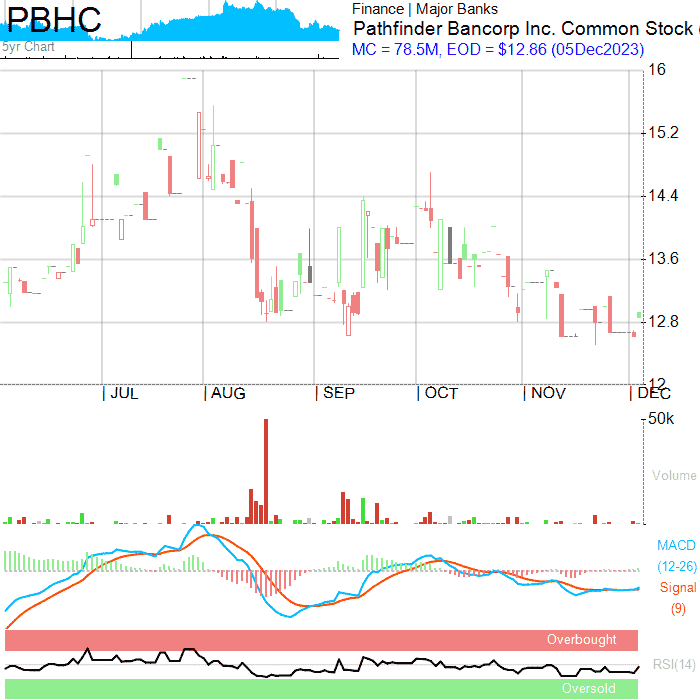 PBHC
5yr Chart
Finance | Major Banks
Pathfinder Bancorp Inc. Common Stock (
MC = 78.5M, EOD = $12.86 (05Dec2023)
16
15.2
14.4
13.6
12.8
12
JUL AUG SEP OCT NOV DEC
50k
Volume
MACD
(12-26)
Signal
(9)
Overbought
RSI(14)
Oversold